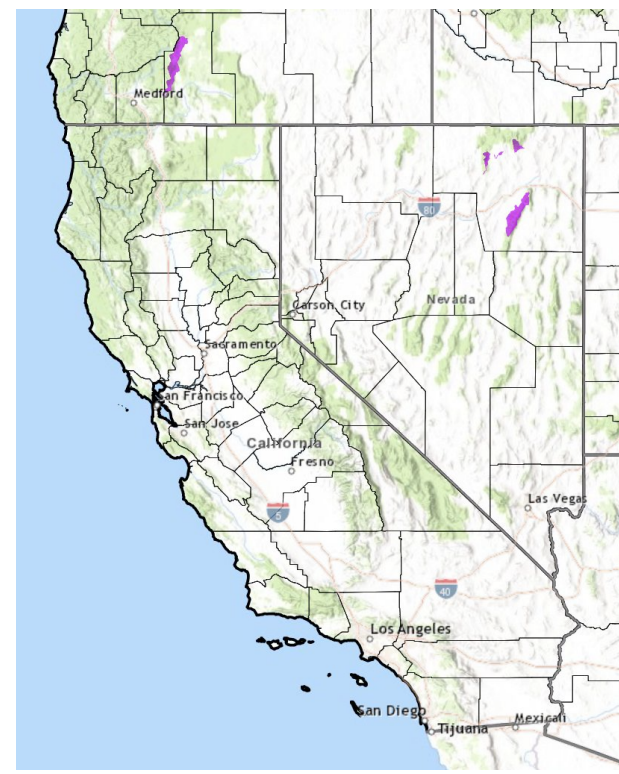 Medford
80
Nevada
Carson City
Sacramento
San Francisco
San Jose
California
Fresno
5
Las Vegas
40
Los Angeles
San Diego
Tijuana
Mexicali